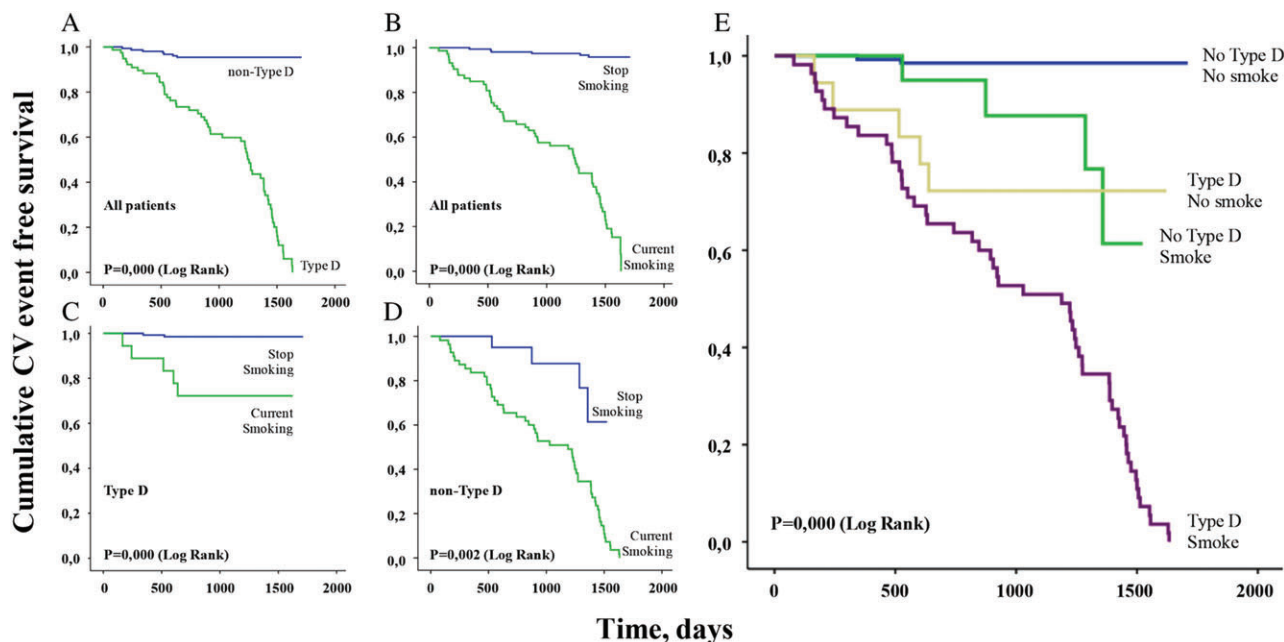 Cumulative CV event free survival
A
1,0
0,8
0,6
0,4
0,2
0,0
non-Type D
All patients
Type D
P=0,000 (Log Rank)
0 500 1000 1500 2000
B
1,0
0,8
0,6
0,4
0,2
0,0
Stop
Smoking
All patients
Current
Smoking
P=0,000 (Log Rank)
0 500 1000 1500 2000
C
1,0
0,8
0,6
0,4
0,2
0,0
Stop
Smoking
Current
Smoking
Type D
P=0,000 (Log Rank)
0 500 1000 1500 2000
D
1,0
0,8
0,6
0,4
0,2
0,0
Stop
Smoking
non-Type D
Current
Smoking
P=0,002 (Log Rank)
0 500 1000 1500 2000
E
1,0
0,8
0,6
0,4
0,2
0,0
No Type D
No smoke
Type D
No smoke
No Type D
Smoke
P=0,000 (Log Rank)
Type D
Smoke
0 500 1000 1500 2000
Time, days